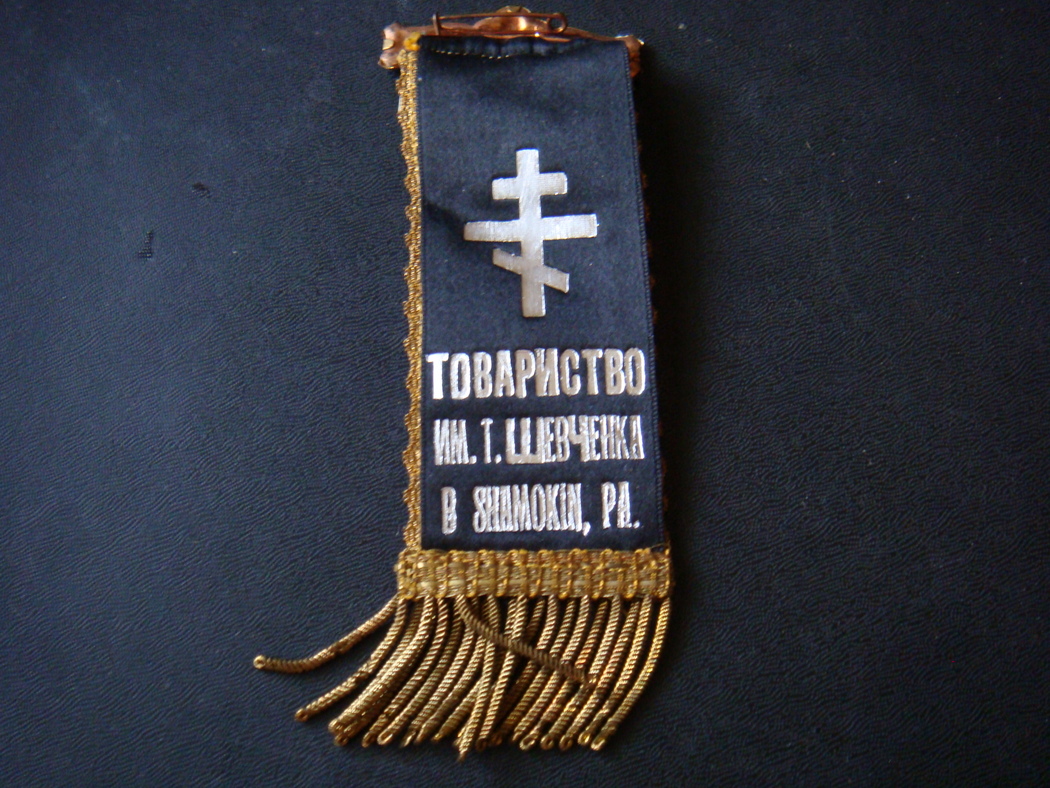 ТОВАРИСТВО
ИМ. Т. ШЕВЧЕНКА
В SHAMOKIN, PA.